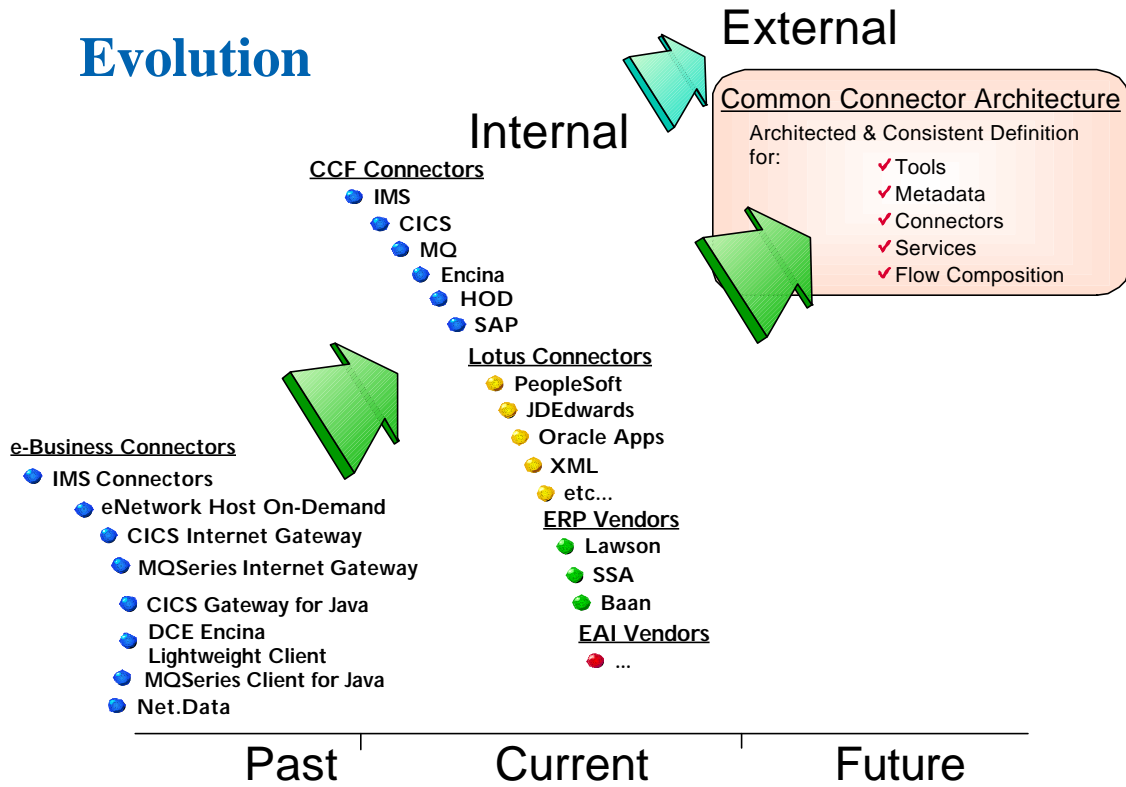 Evolution
External
Common Connector Architecture
Architected & Consistent Definition
for:
Tools
Metadata
Connectors
Services
Flow Composition
Internal
CCF Connectors
IMS
CICS
MQ
Encina
HOD
SAP
Lotus Connectors
PeopleSoft
JDEdwards
Oracle Apps
XML
etc...
ERP Vendors
Lawson
SSA
Baan
EAI Vendors
...
e-Business Connectors
IMS Connectors
eNetwork Host On-Demand
CICS Internet Gateway
MQSeries Internet Gateway
CICS Gateway for Java
DCE Encina
Lightweight Client
MQSeries Client for Java
Net.Data
Past
Current
Future